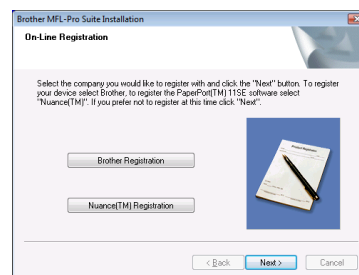 Brother MFL-Pro Suite Installation
On-Line Registration
Select the company you would like to register with and click the "Next" button. To register
your device select Brother, to register the PaperPort(TM) 11SE software select
"Nuance(TM)". If you prefer not to register at this time click "Next".
Product Registration
Brother Registration
Nuance(TM) Registration
< Back
Next >
Cancel